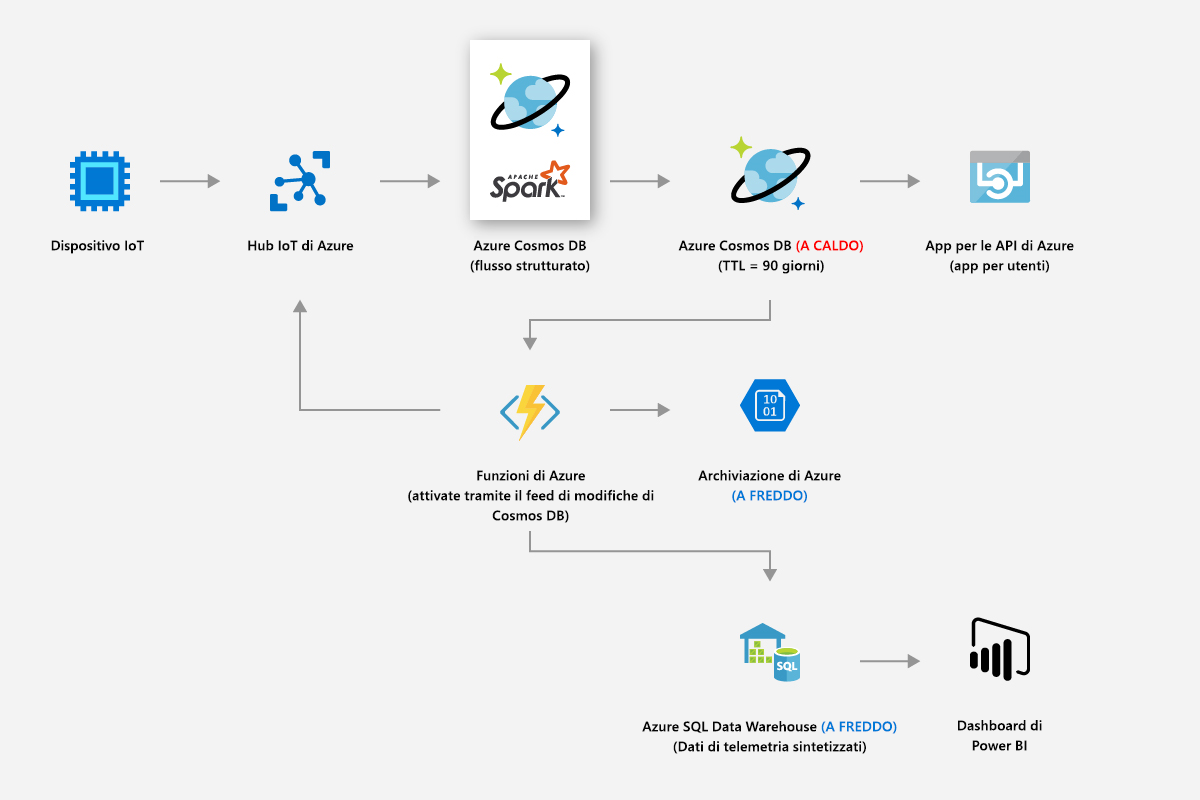 APACHE
Spark
TM
Dispositivo IoT
Hub IoT di Azure
Azure Cosmos DB
(flusso strutturato)
Azure Cosmos DB (A CALDO)
(TTL = 90 giorni)
App per le API di Azure
(app per utenti)
10
01
Funzioni di Azure
(attivate tramite il feed di modifiche di
Cosmos DB)
Archiviazione di Azure
(A FREDDO)
SQL
Azure SQL Data Warehouse (A FREDDO)
(Dati di telemetria sintetizzati)
Dashboard di
Power BI